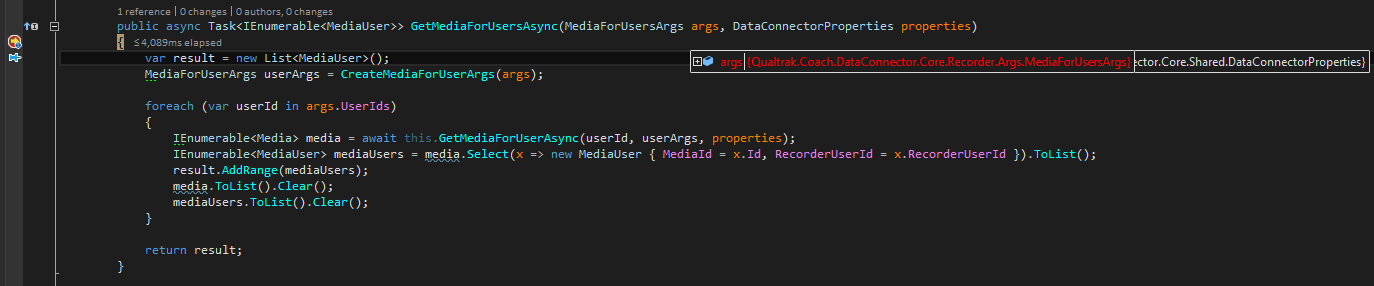 1 reference | 0 changes | 0 authors, 0 changes
public async Task<IEnumerable<MediaUser>> GetMediaForUsersAsync(MediaForUsersArgs args, DataConnectorProperties properties)
{ ≤4,089ms elapsed
var result = new List<MediaUser>(); args {Qualtrak.Coach.DataConnector.Core.Recorder.Args.MediaForUsersArgs} ector.Core.Shared.DataConnectorProperties}
MediaForUserArgs userArgs = CreateMediaForUserArgs(args);
foreach (var userId in args.UserIds)
{
IEnumerable<Media> media = await this.GetMediaForUserAsync(userId, userArgs, properties);
IEnumerable<MediaUser> mediaUsers = media.Select(x => new MediaUser { MediaId = x.Id, RecorderUserId = x.RecorderUserId }).ToList();
result.AddRange(mediaUsers);
media.ToList().Clear();
mediaUsers.ToList().Clear();
}
return result;
}